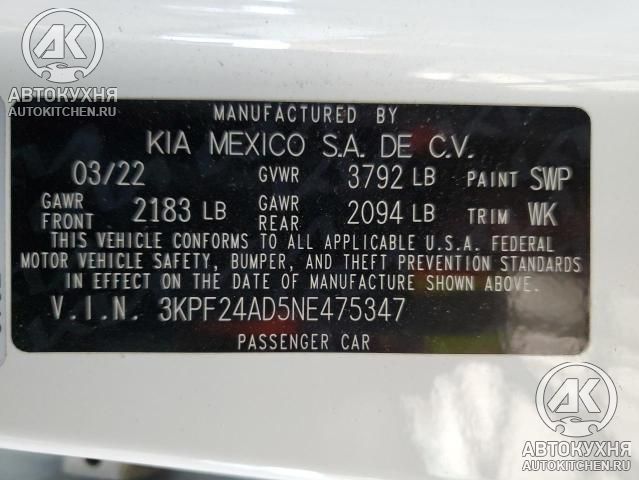 АК
АВТОКУХНЯ
AUTOKITCHEN.RU
MANUFACTURED BY
KIA MEXICO S.A. DE C.V.
03/22 GVWR 3792 LB PAINT SWP
GAWR FRONT 2183 LB GAWR REAR 2094 LB TRIM WK
THIS VEHICLE CONFORMS TO ALL APPLICABLE U.S.A. FEDERAL
MOTOR VEHICLE SAFETY, BUMPER, AND THEFT PREVENTION STANDARDS
IN EFFECT ON THE DATE OF MANUFACTURE SHOWN ABOVE.
V.I.N. 3KPF24AD5NE475347
PASSENGER CAR
АК
АВТОКУХНЯ
AUTOKITCHEN.RU